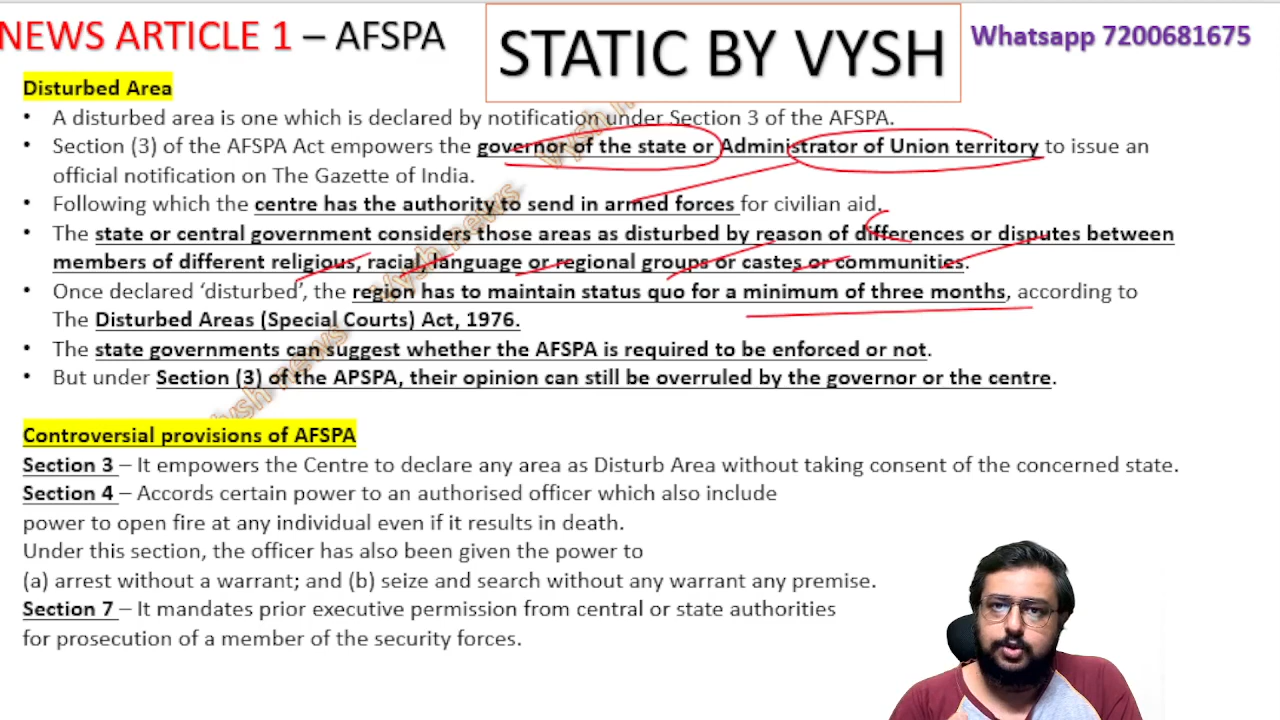 NEWS ARTICLE 1 – AFSPA
STATIC BY VYSH
Whatsapp 7200681675
Disturbed Area
• A disturbed area is one which is declared by notification under Section 3 of the AFSPA.
• Section (3) of the AFSPA Act empowers the governor of the state or Administrator of Union territory to issue an
official notification on The Gazette of India.
• Following which the centre has the authority to send in armed forces for civilian aid.
• The state or central government considers those areas as disturbed by reason of differences or disputes between
members of different religious, racial, language or regional groups or castes or communities.
• Once declared ‘disturbed’, the region has to maintain status quo for a minimum of three months, according to
The Disturbed Areas (Special Courts) Act, 1976.
• The state governments can suggest whether the AFSPA is required to be enforced or not.
• But under Section (3) of the APSPA, their opinion can still be overruled by the governor or the centre.
Controversial provisions of AFSPA
Section 3 – It empowers the Centre to declare any area as Disturb Area without taking consent of the concerned state.
Section 4 – Accords certain power to an authorised officer which also include
power to open fire at any individual even if it results in death.
Under this section, the officer has also been given the power to
(a) arrest without a warrant; and (b) seize and search without any warrant any premise.
Section 7 – It mandates prior executive permission from central or state authorities
for prosecution of a member of the security forces.
Vysh news Vysh news Vysh news